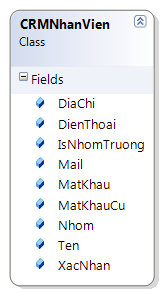 CRMNhanVien
Class
Fields
DiaChi
DienThoai
IsNhomTruong
Mail
MatKhau
MatKhauCu
Nhom
Ten
XacNhan